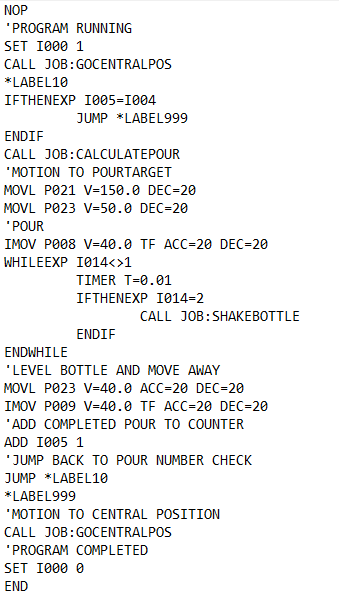 NOP
'PROGRAM RUNNING
SET I000 1
CALL JOB:GOCENTRALPOS
*LABEL10
IFTHENEXP I005=I004
JUMP *LABEL999
ENDIF
CALL JOB:CALCULATEPOUR
'MOTION TO POURTARGET
MOVL P021 V=150.0 DEC=20
MOVL P023 V=50.0 DEC=20
'POUR
IMOV P008 V=40.0 TF ACC=20 DEC=20
WHILEEXP I014<>1
TIMER T=0.01
IFTHENEXP I014=2
CALL JOB:SHAKEBOTTLE
ENDIF
ENDWHILE
'LEVEL BOTTLE AND MOVE AWAY
MOVL P023 V=40.0 ACC=20 DEC=20
IMOV P009 V=40.0 TF ACC=20 DEC=20
'ADD COMPLETED POUR TO COUNTER
ADD I005 1
'JUMP BACK TO POUR NUMBER CHECK
JUMP *LABEL10
*LABEL999
'MOTION TO CENTRAL POSITION
CALL JOB:GOCENTRALPOS
'PROGRAM COMPLETED
SET I000 0
END